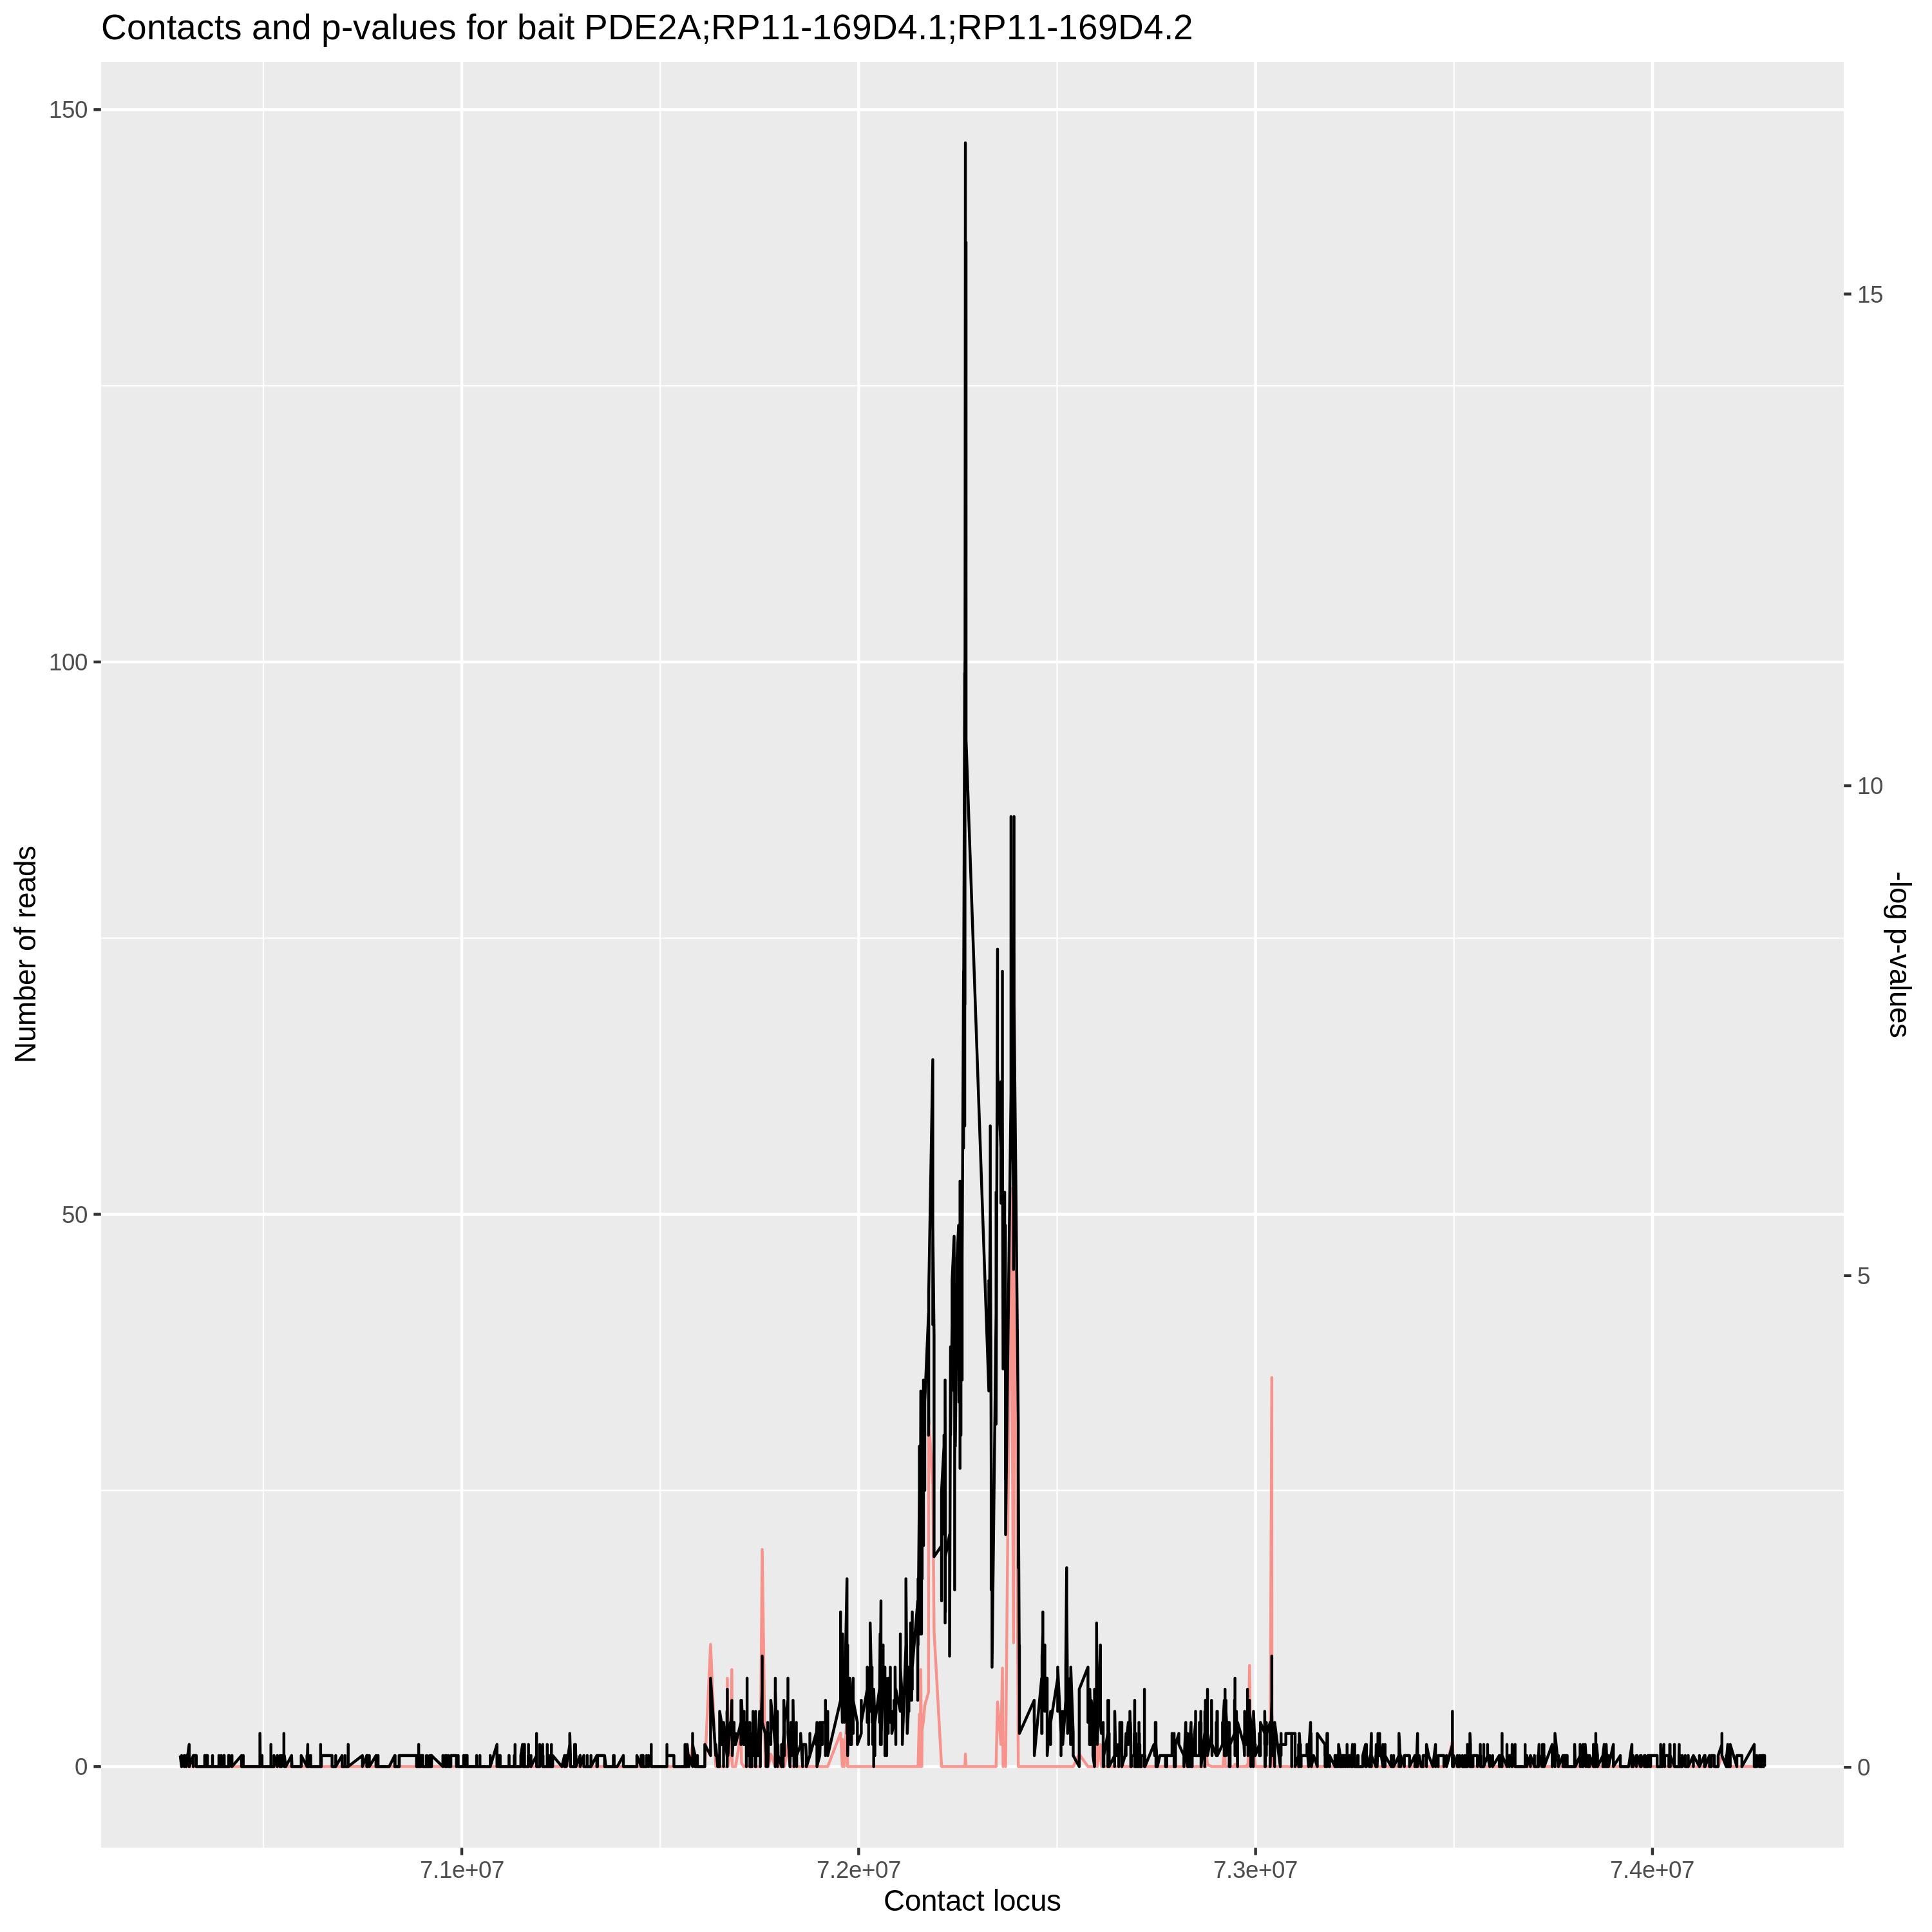 Contacts and p-values for bait PDE2A;RP11-169D4.1;RP11-169D4.2
150
100
50
0
Number of reads
15
10
5
0
-log p-values
7.1e+07
7.2e+07
7.3e+07
7.4e+07
Contact locus